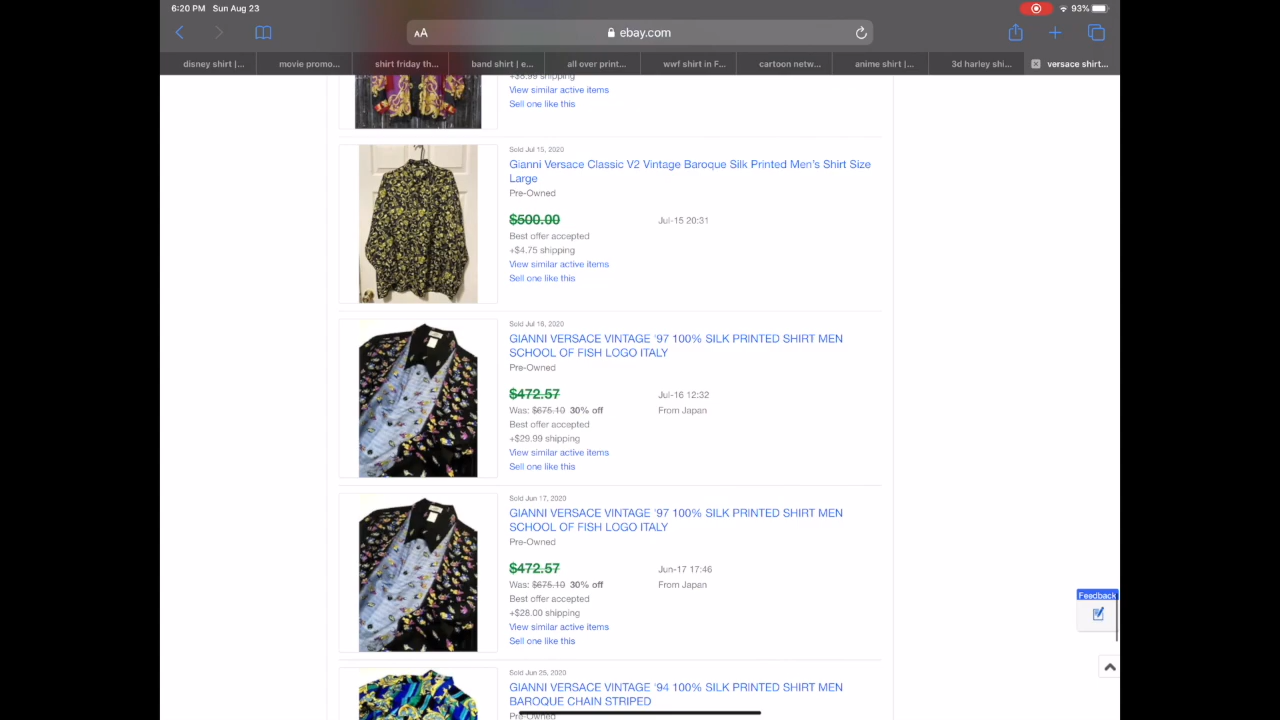 6:20 PM Sun Aug 23
93%
AA
ebay.com
disney shirt |...
movie promo...
shirt friday th...
band shirt | e...
all over print...
wwf shirt in F...
cartoon netw...
anime shirt |...
3d harley shi...
versace shirt...
+$8.99 shipping
View similar active items
Sell one like this
Sold Jul 15, 2020
Gianni Versace Classic V2 Vintage Baroque Silk Printed Men's Shirt Size
Large
Pre-Owned
$500.00
Jul-15 20:31
Best offer accepted
+$4.75 shipping
View similar active items
Sell one like this
Sold Jul 16, 2020
GIANNI VERSACE VINTAGE '97 100% SILK PRINTED SHIRT MEN
SCHOOL OF FISH LOGO ITALY
Pre-Owned
$472.57
Jul-16 12:32
Was: $675.10 30% off
From Japan
Best offer accepted
+$29.99 shipping
View similar active items
Sell one like this
Sold Jun 17, 2020
GIANNI VERSACE VINTAGE '97 100% SILK PRINTED SHIRT MEN
SCHOOL OF FISH LOGO ITALY
Pre-Owned
$472.57
Jun-17 17:46
Was: $675.10 30% off
From Japan
Best offer accepted
+$28.00 shipping
View similar active items
Sell one like this
Feedback
Sold Jun 25, 2020
GIANNI VERSACE VINTAGE '94 100% SILK PRINTED SHIRT MEN
BAROQUE CHAIN STRIPED
Pre-Owned